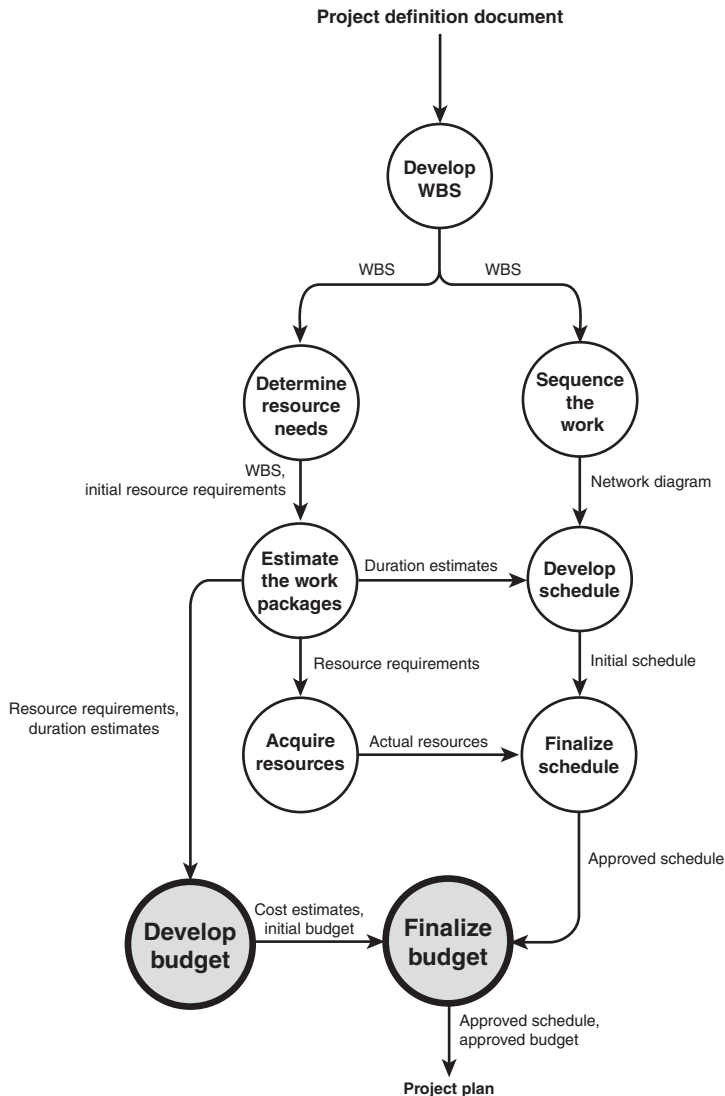 Project definition document
Develop
WBS
WBS
WBS
Determine
resource
needs
Sequence
the
work
WBS,
initial resource requirements
Network diagram
Estimate
the work
packages
Duration estimates
Develop
schedule
Resource requirements
Initial schedule
Resource requirements,
duration estimates
Acquire
resources
Actual resources
Finalize
schedule
Approved schedule
Develop
budget
Cost estimates,
initial budget
Finalize
budget
Approved schedule,
approved budget
Project plan